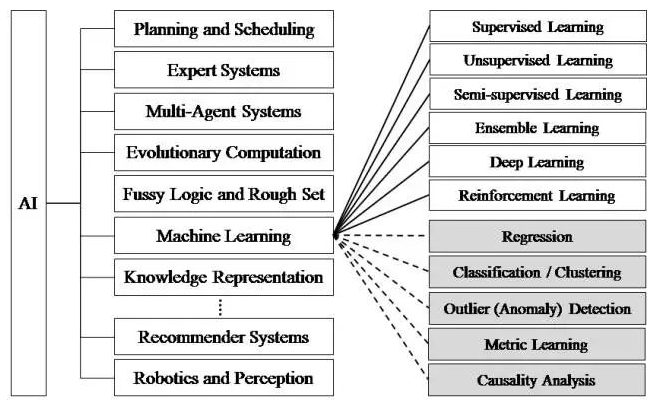 AI
Planning and Scheduling
Expert Systems
Multi-Agent Systems
Evolutionary Computation
Fussy Logic and Rough Set
Machine Learning
Knowledge Representation
Recommender Systems
Robotics and Perception
Supervised Learning
Unsupervised Learning
Semi-supervised Learning
Ensemble Learning
Deep Learning
Reinforcement Learning
Regression
Classification / Clustering
Outlier (Anomaly) Detection
Metric Learning
Causality Analysis